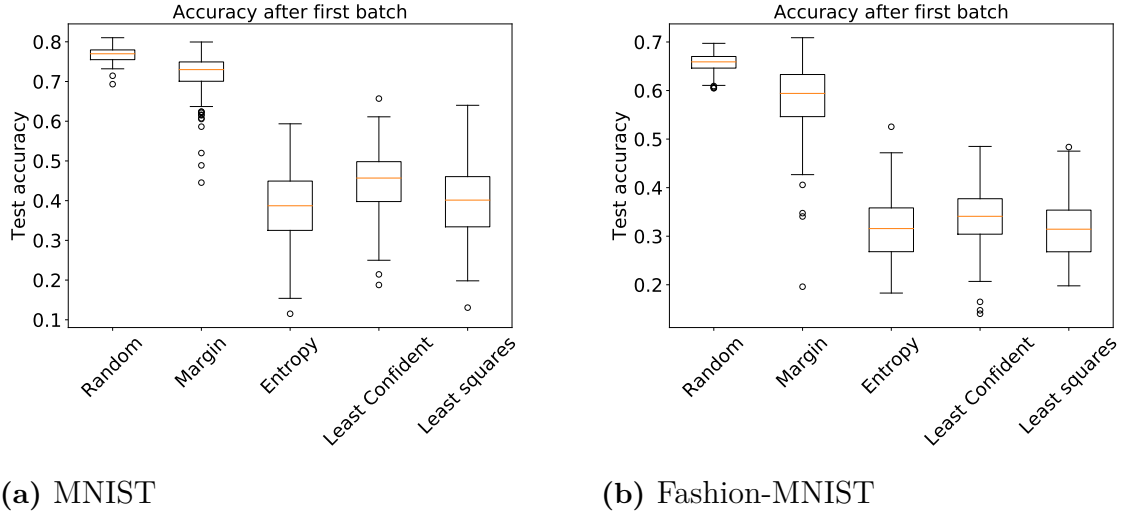 Accuracy after first batch
Test accuracy
0.8
0.7
0.6
0.5
0.4
0.3
0.2
0.1
Random
Margin
Entropy
Least Confident
Least squares
(a) MNIST
Accuracy after first batch
Test accuracy
0.7
0.6
0.5
0.4
0.3
0.2
Random
Margin
Entropy
Least Confident
Least squares
(b) Fashion-MNIST